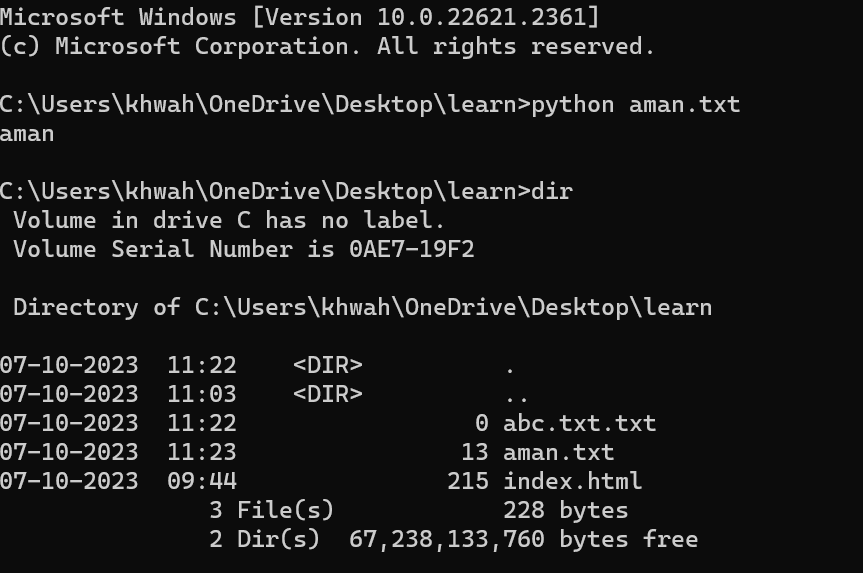 Microsoft Windows [Version 10.0.22621.2361]
(c) Microsoft Corporation. All rights reserved.
C:\Users\khwah\OneDrive\Desktop\learn>python aman.txt
aman
C:\Users\khwah\OneDrive\Desktop\learn>dir
 Volume in drive C has no label.
 Volume Serial Number is 0AE7-19F2
 Directory of C:\Users\khwah\OneDrive\Desktop\learn
07-10-2023  11:22    <DIR>          .
07-10-2023  11:03    <DIR>          ..
07-10-2023  11:22                 0 abc.txt.txt
07-10-2023  11:23                13 aman.txt
07-10-2023  09:44               215 index.html
               3 File(s)            228 bytes
               2 Dir(s)  67,238,133,760 bytes free